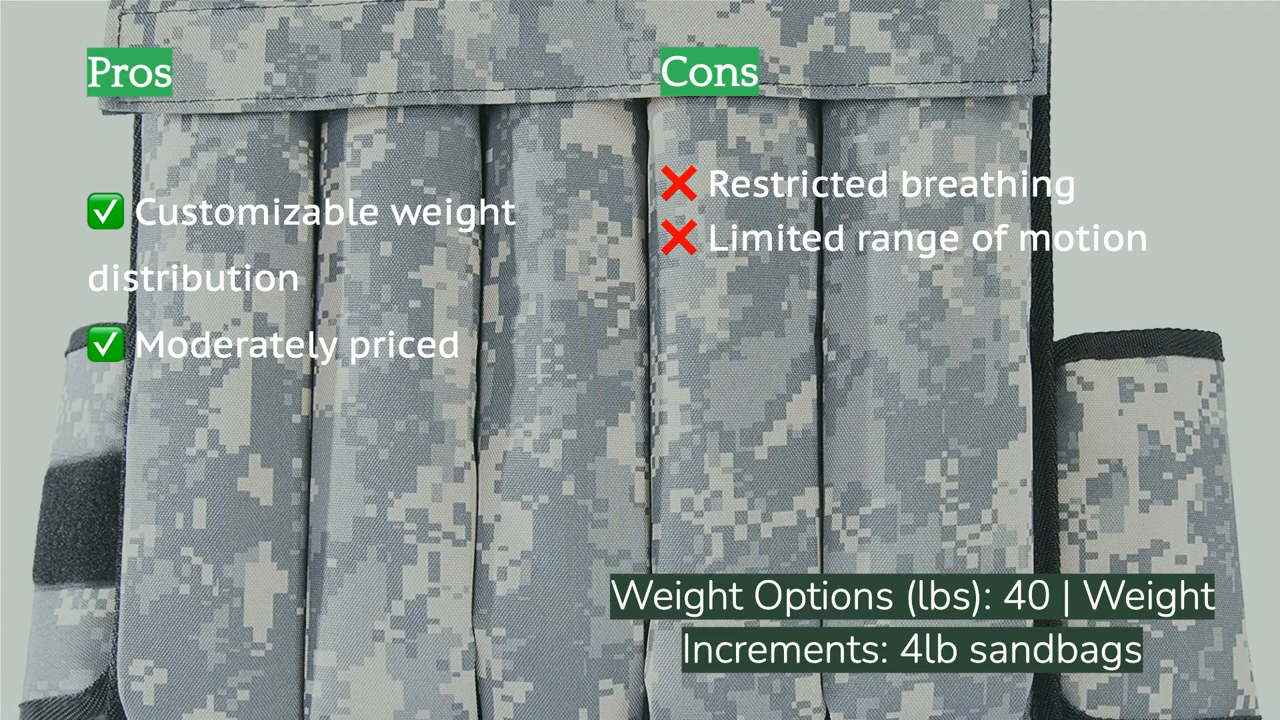 Pros
✅ Customizable weight
distribution
✅ Moderately priced
Cons
❌ Restricted breathing
❌ Limited range of motion
Weight Options (lbs): 40 | Weight
Increments: 4lb sandbags